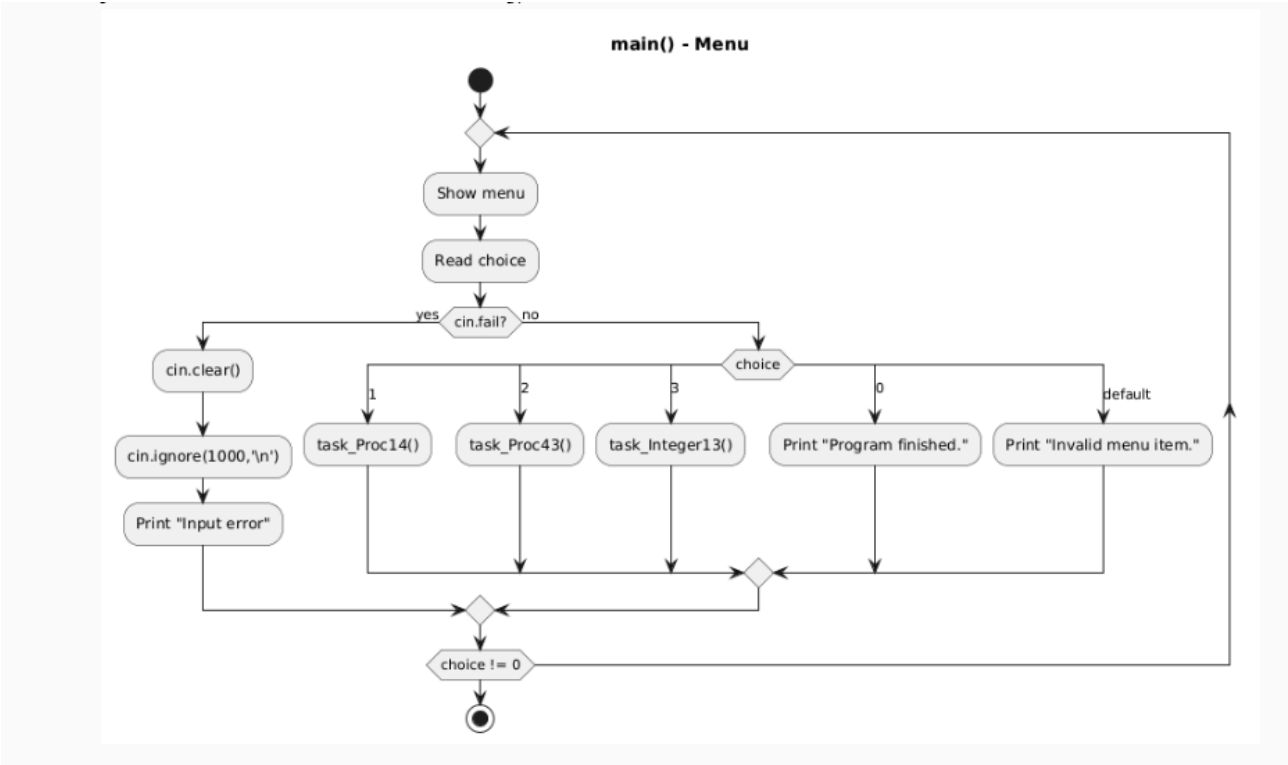 main() - Menu
Show menu
Read choice
yes
cin.fail?
no
cin.clear()
cin.ignore(1000,'\n')
Print "Input error"
choice
1
2
3
0
default
task_Proc14()
task_Proc43()
task_Integer13()
Print "Program finished."
Print "Invalid menu item."
choice != 0